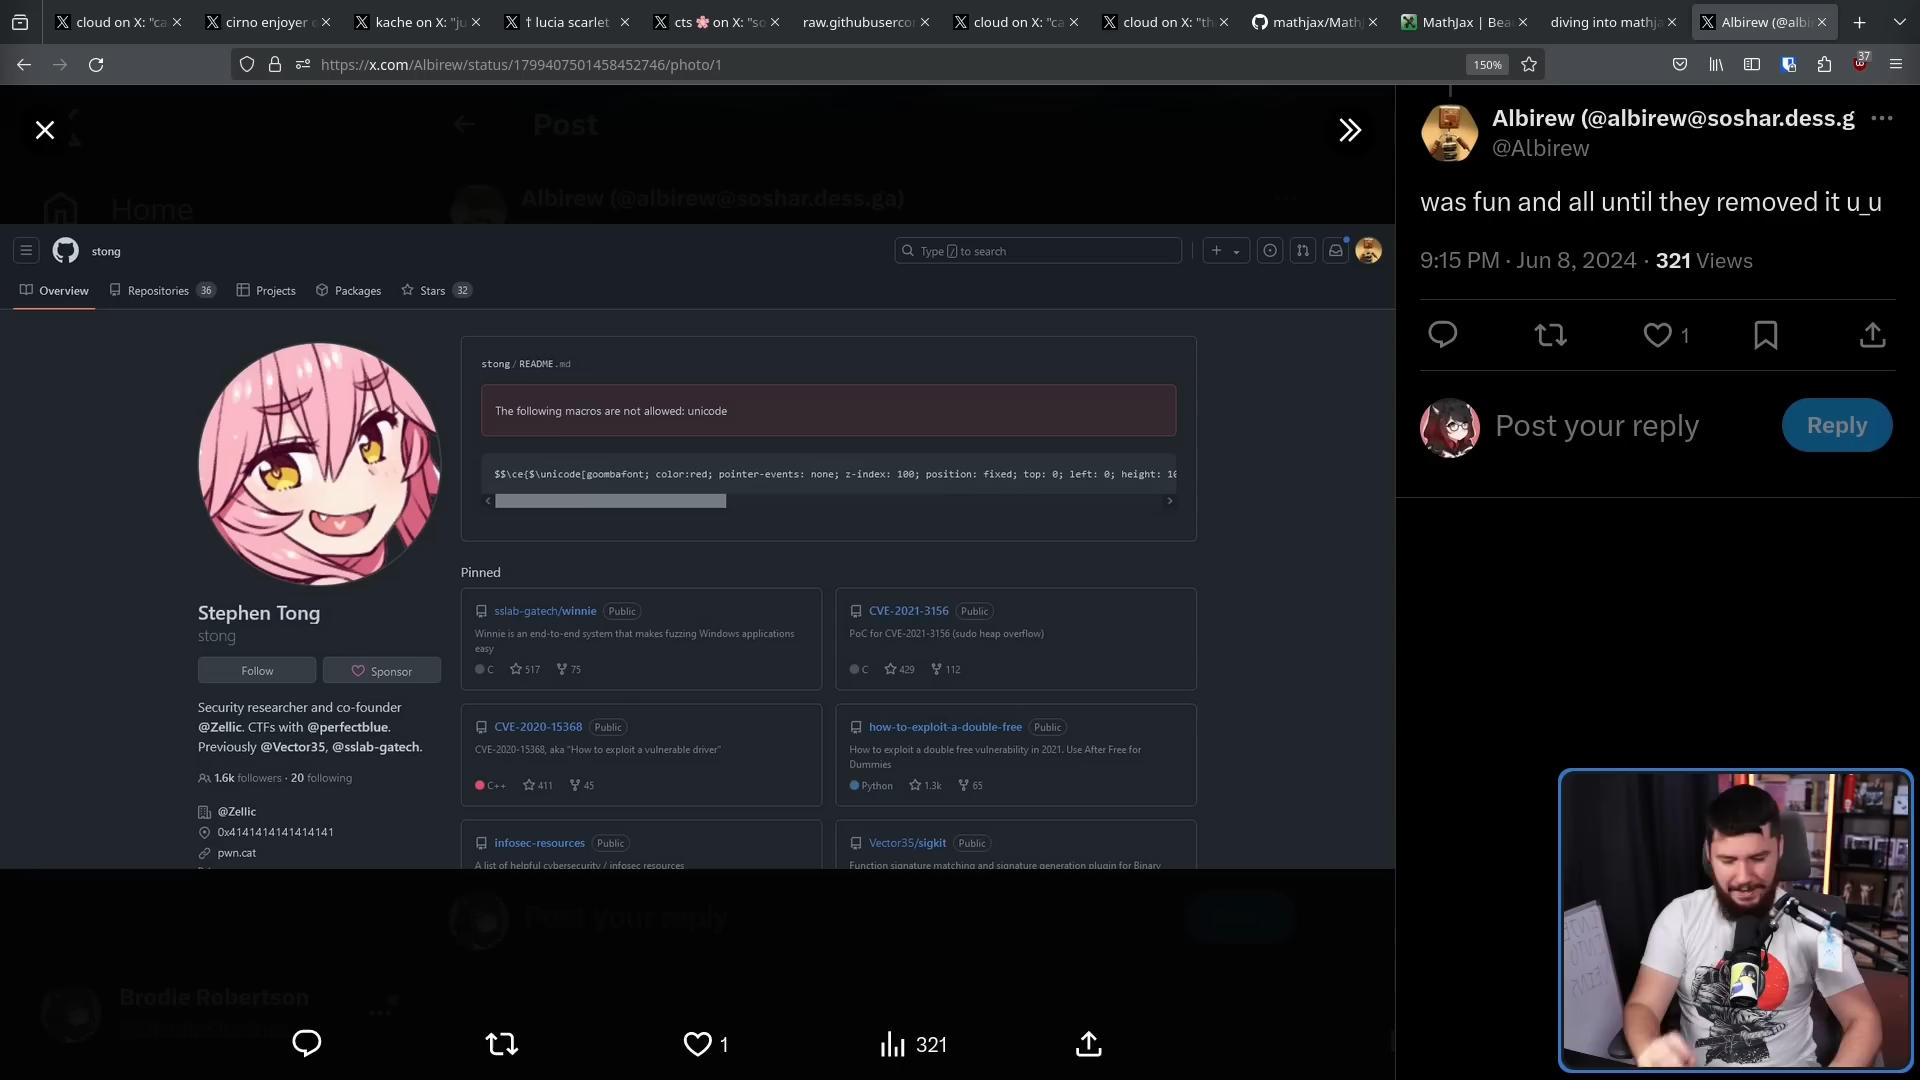 cloud on X: "ca
cirno enjoyer
kache on X: "ju
† lucia scarlet
cts 🌸 on X: "so
raw.githubuserco
cloud on X: "ca
cloud on X: "th
mathjax/Math
MathJax | Bea
diving into mathja
Albirew (@albi
https://x.com/Albirew/status/1799407501458452746/photo/1
150%
37
Post
Albirew (@albirew@soshar.dess.ga)
Home
stong
Type / to search
Overview
Repositories 36
Projects
Packages
Stars 32
stong / README.md
The following macros are not allowed: unicode
$$\ce{$\unicode[goombafont; color:red; pointer-events: none; z-index: 100; position: fixed; top: 0; left: 0; height: 10
Stephen Tong
stong
Follow
Sponsor
Security researcher and co-founder
@Zellic. CTFs with @perfectblue.
Previously @Vector35, @sslab-gatech.
1.6k followers · 20 following
@Zellic
0x4141414141414141
pwn.cat
Pinned
sslab-gatech/winnie Public
Winnie is an end-to-end system that makes fuzzing Windows applications
easy
C 517 75
CVE-2021-3156 Public
PoC for CVE-2021-3156 (sudo heap overflow)
C 429 112
CVE-2020-15368 Public
CVE-2020-15368, aka "How to exploit a vulnerable driver"
C++ 411 45
how-to-exploit-a-double-free Public
How to exploit a double free vulnerability in 2021. Use After Free for
Dummies
Python 1.3k 65
infosec-resources Public
A list of helpful cybersecurity / infosec resources
Vector35/sigkit Public
Function signature matching and signature generation plugin for Binary
Post your reply
Brodie Robertson
1
321
Albirew (@albirew@soshar.dess.g
@Albirew
was fun and all until they removed it u_u
9:15 PM · Jun 8, 2024 · 321 Views
1
Post your reply
Reply